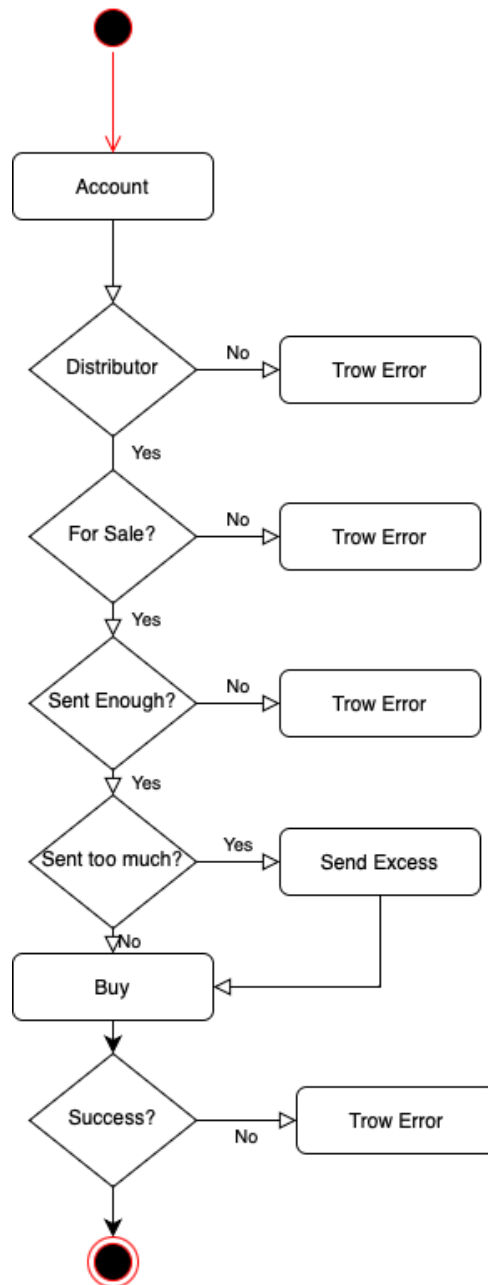 Account
Distributor
No
Trow Error
Yes
For Sale?
No
Trow Error
Yes
Sent Enough?
No
Trow Error
Yes
Sent too much?
Yes
Send Excess
No
Buy
Success?
No
Trow Error